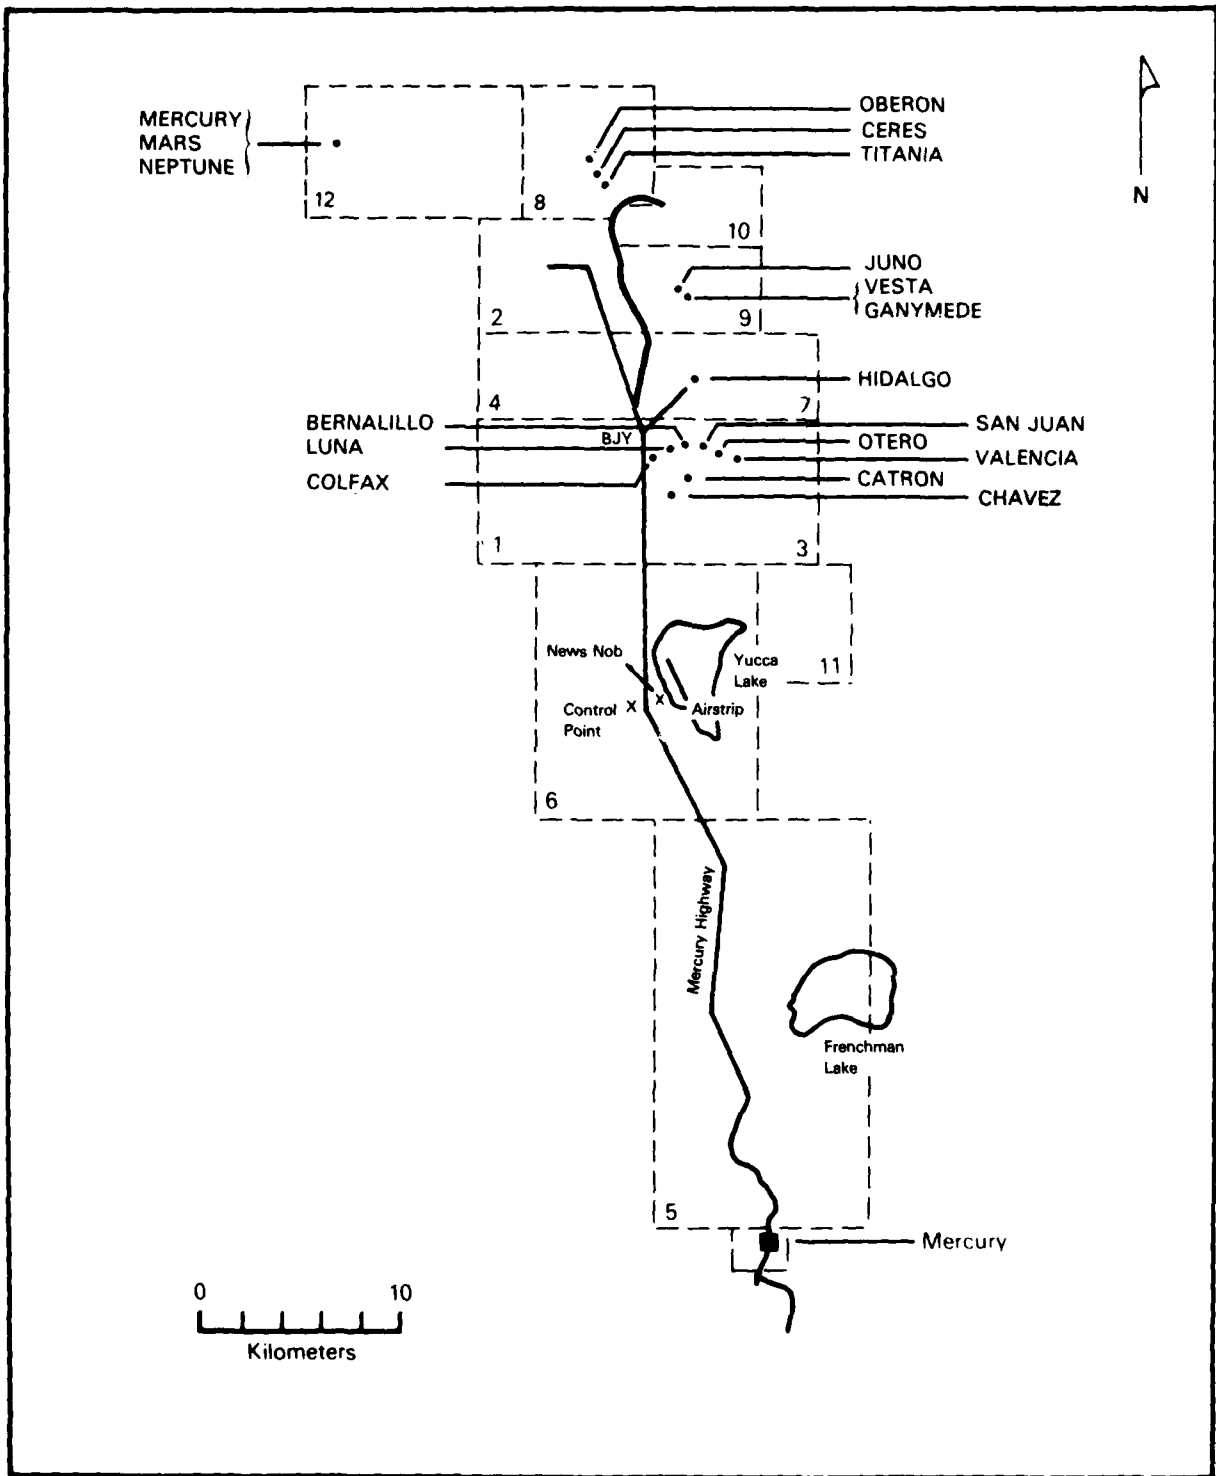 OBERON
MERCURY
CERES
MARS
TITANIA
NEPTUNE
12
8
N
10
JUNO
VESTA
GANYMEDE
2
9
HIDALGO
4
7
BERNALILLO
SAN JUAN
BJY
OTERO
LUNA
VALENCIA
COLFAX
CATRON
CHAVEZ
1
3
News Nob
Yucca
Lake
11
Control
Point
Airstrip
6
Mercury Highway
Frenchman
Lake
5
Mercury
0 10
Kilometers